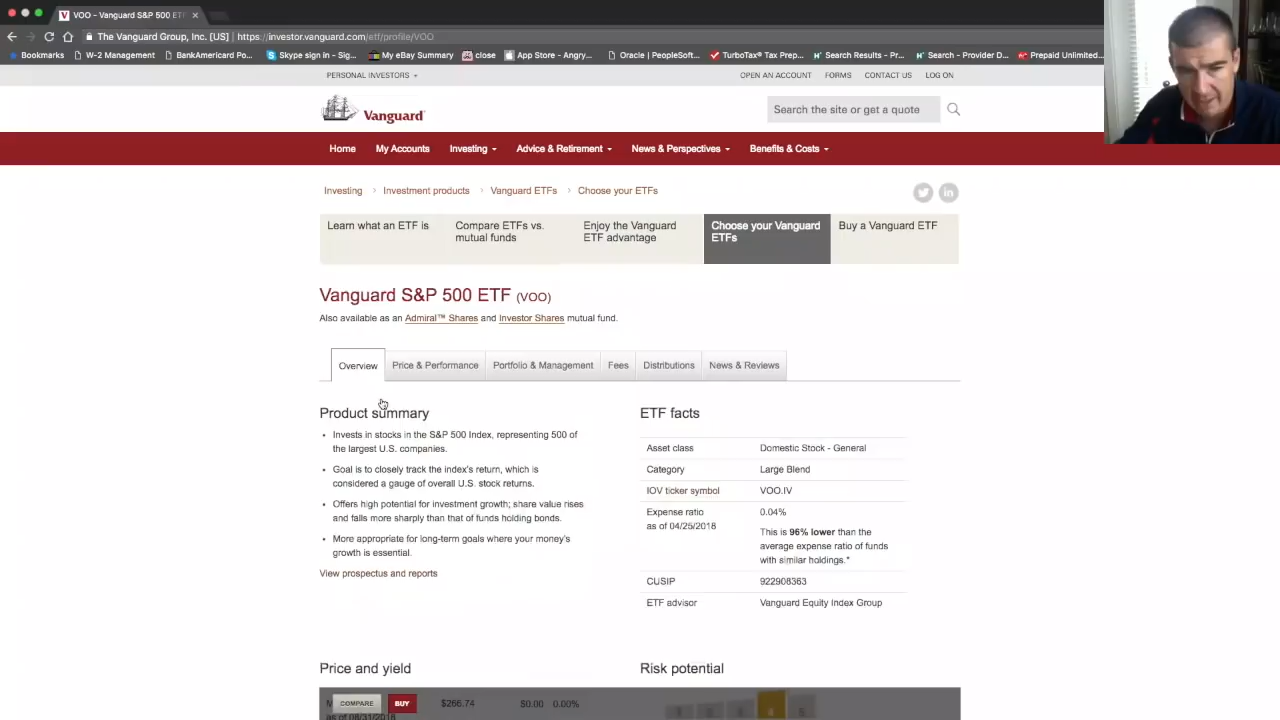 VOO - Vanguard S&P 500 ETF
The Vanguard Group, Inc. [US] | https://investor.vanguard.com/etf/profile/VOO
Bookmarks W-2 Management BankAmericard Po... Skype sign in - Sig... My eBay Summary close App Store - Angry... Oracle | PeopleSoft... TurboTax® Tax Prep... Search Results - Pr... Search - Provider D... Prepaid Unlimited...
PERSONAL INVESTORS OPEN AN ACCOUNT FORMS CONTACT US LOG ON
Vanguard Search the site or get a quote
Home My Accounts Investing Advice & Retirement News & Perspectives Benefits & Costs
Investing > Investment products > Vanguard ETFs > Choose your ETFs
Learn what an ETF is
Compare ETFs vs.
mutual funds
Enjoy the Vanguard
ETF advantage
Choose your Vanguard
ETFs
Buy a Vanguard ETF
Vanguard S&P 500 ETF (VOO)
Also available as an Admiral™ Shares and Investor Shares mutual fund.
Overview Price & Performance Portfolio & Management Fees Distributions News & Reviews
Product summary
• Invests in stocks in the S&P 500 Index, representing 500 of
the largest U.S. companies.
• Goal is to closely track the index's return, which is
considered a gauge of overall U.S. stock returns.
• Offers high potential for investment growth; share value rises
and falls more sharply than that of funds holding bonds.
• More appropriate for long-term goals where your money's
growth is essential.
View prospectus and reports
ETF facts
Asset class Domestic Stock - General
Category Large Blend
IOV ticker symbol VOO.IV
Expense ratio 0.04%
as of 04/25/2018
This is 96% lower than the
average expense ratio of funds
with similar holdings.*
CUSIP 922908363
ETF advisor Vanguard Equity Index Group
Price and yield
Risk potential
COMPARE BUY $266.74 $0.00 0.00%
as of 08/31/2018
4 5